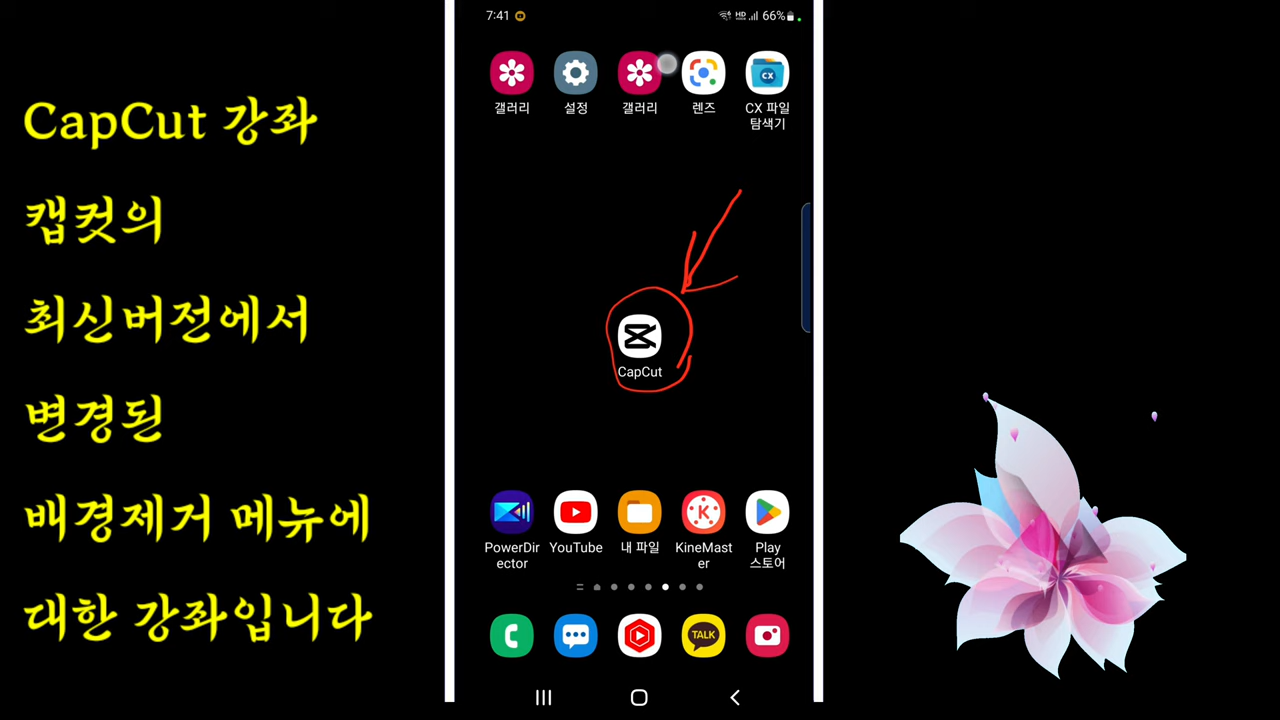 CapCut 강좌
캡컷의
최신버전에서
변경된
배경제거 메뉴에
대한 강좌입니다
7:41
HD
66%
갤러리
설정
갤러리
렌즈
CX
CX 파일
탐색기
CapCut
K
PowerDir
ector
YouTube
내 파일
KineMast
er
Play
스토어
TALK